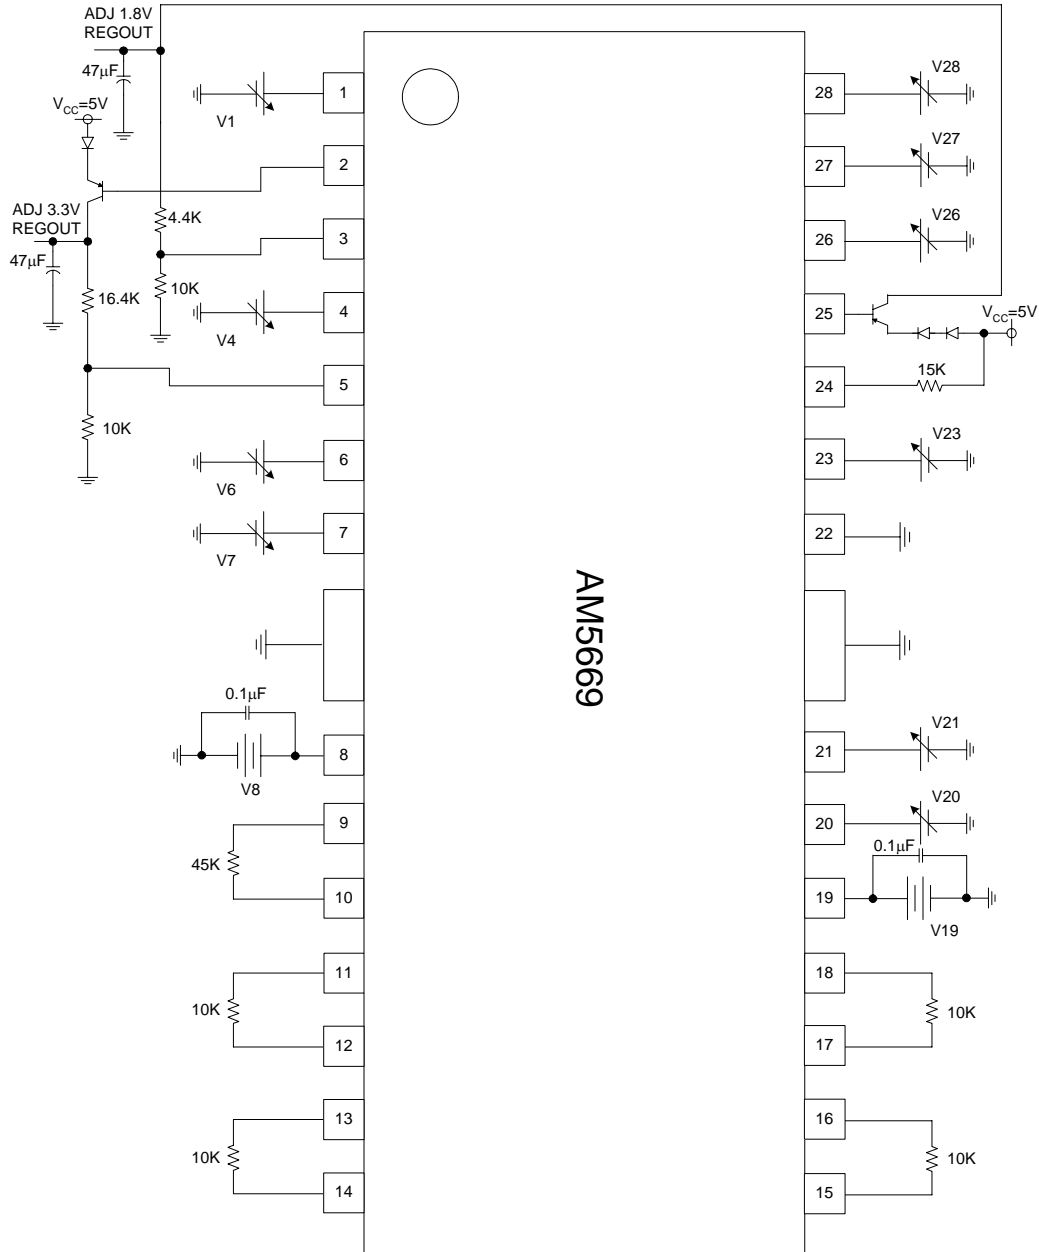 ADJ 1.8V
REGOUT
47µF
V1
1
28
V28
VCC=5V
2
27
V27
ADJ 3.3V
REGOUT
4.4K
3
26
V26
47µF
16.4K
10K
V4
4
25
VCC=5V
5
24
15K
10K
V6
6
23
V23
V7
7
22
AM5669
0.1µF
V8
8
21
V21
9
20
V20
45K
10
0.1µF
19
V19
11
18
10K
10K
12
17
13
16
10K
10K
14
15